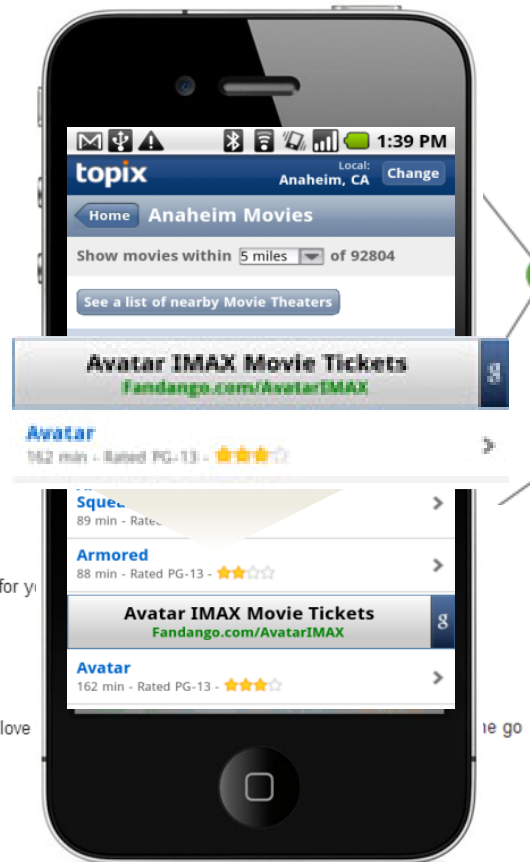 1:39 PM
topix
Local:
Anaheim, CA
Change
Home
Anaheim Movies
Show movies within 5 miles of 92804
See a list of nearby Movie Theaters
Avatar IMAX Movie Tickets
Fandango.com/AvatarIMAX
g
Avatar
162 min - Rated PG-13 -
89 min - Rated
Armored
88 min - Rated PG-13 -
for
Avatar IMAX Movie Tickets
Fandango.com/AvatarIMAX
g
Avatar
162 min - Rated PG-13 -
love
go